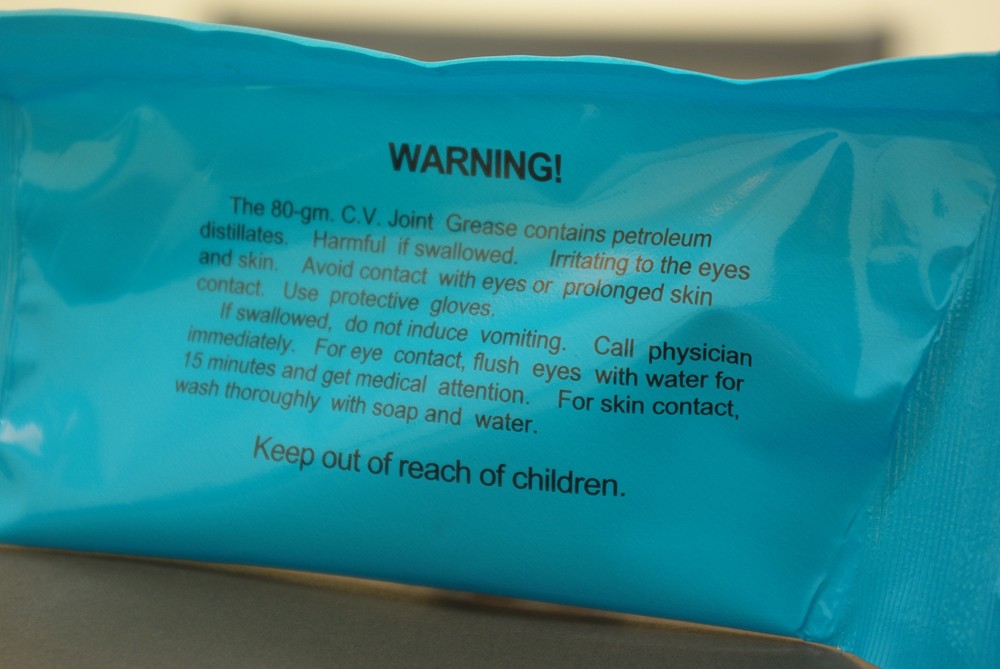 WARNING!
The 80-gm. C.V. Joint Grease contains petroleum
distillates. Harmful if swallowed. Irritating to the eyes
and skin. Avoid contact with eyes or prolonged skin
contact. Use protective gloves.
If swallowed, do not induce vomiting. Call physician
immediately. For eye contact, flush eyes with water for
15 minutes and get medical attention. For skin contact,
wash thoroughly with soap and water.
Keep out of reach of children.